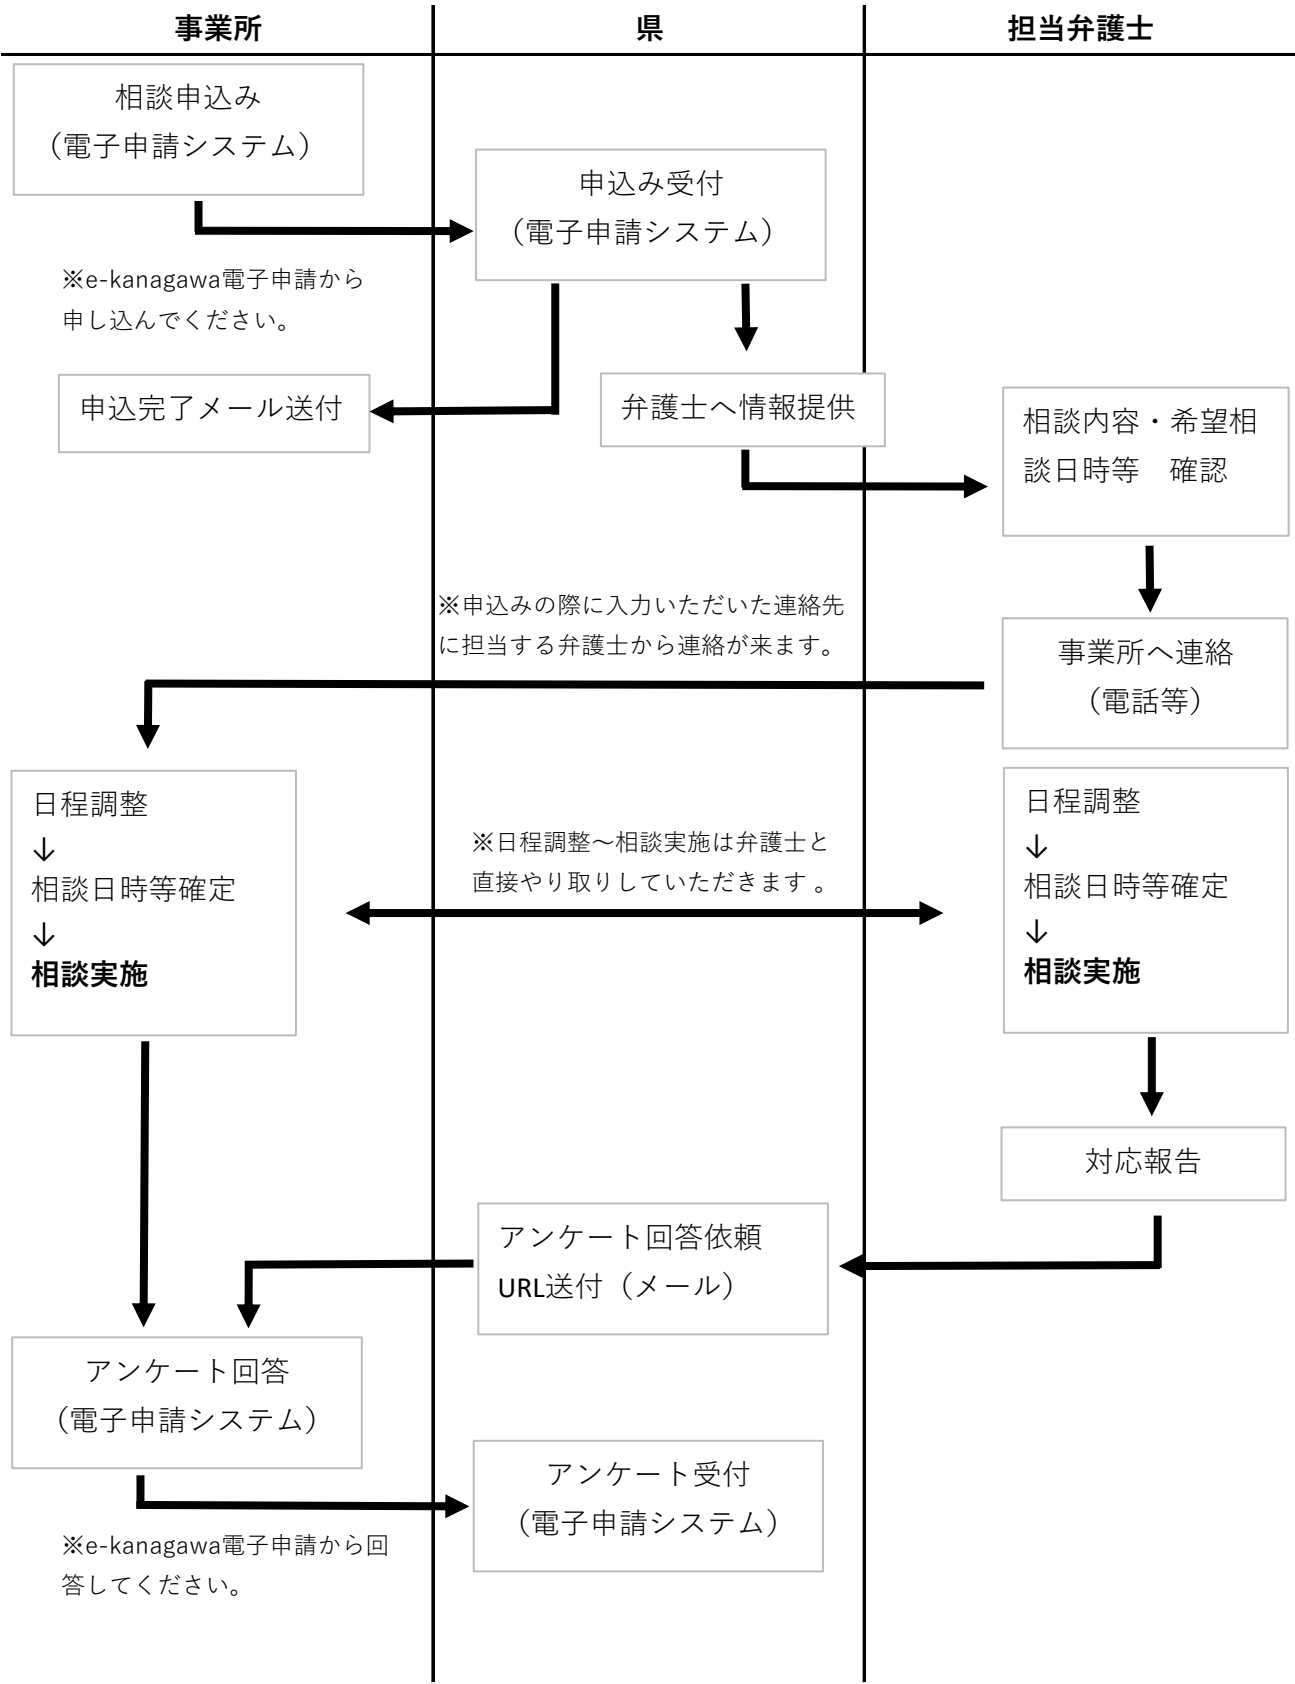 事業所
県
担当弁護士
相談申込み
（電子申請システム）
申込み受付
（電子申請システム）
※e-kanagawa電子申請から
申し込んでください。
申込完了メール送付
弁護士へ情報提供
相談内容・希望相
談日時等　確認
※申込みの際に入力いただいた連絡先
に担当する弁護士から連絡が来ます。
事業所へ連絡
（電話等）
日程調整
↓
相談日時等確定
↓
相談実施
※日程調整～相談実施は弁護士と
直接やり取りしていただきます 。
日程調整
↓
相談日時等確定
↓
相談実施
対応報告
アンケート回答依頼
URL送付（メール）
アンケート回答
（電子申請システム）
アンケート受付
（電子申請システム）
※e-kanagawa電子申請から回
答してください。